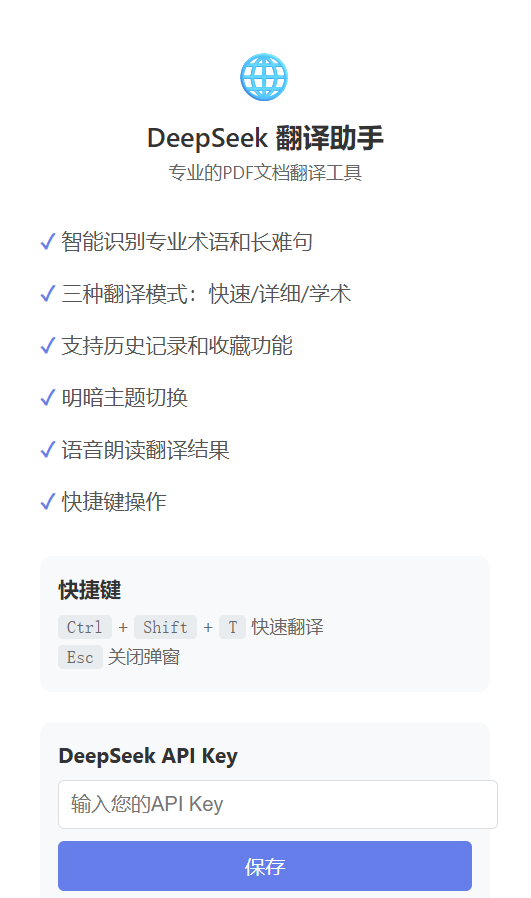 DeepSeek 翻译助手
专业的PDF文档翻译工具
✓ 智能识别专业术语和长难句
✓ 三种翻译模式：快速/详细/学术
✓ 支持历史记录和收藏功能
✓ 明暗主题切换
✓ 语音朗读翻译结果
✓ 快捷键操作
快捷键
Ctrl + Shift + T 快速翻译
Esc 关闭弹窗
DeepSeek API Key
输入您的API Key
保存